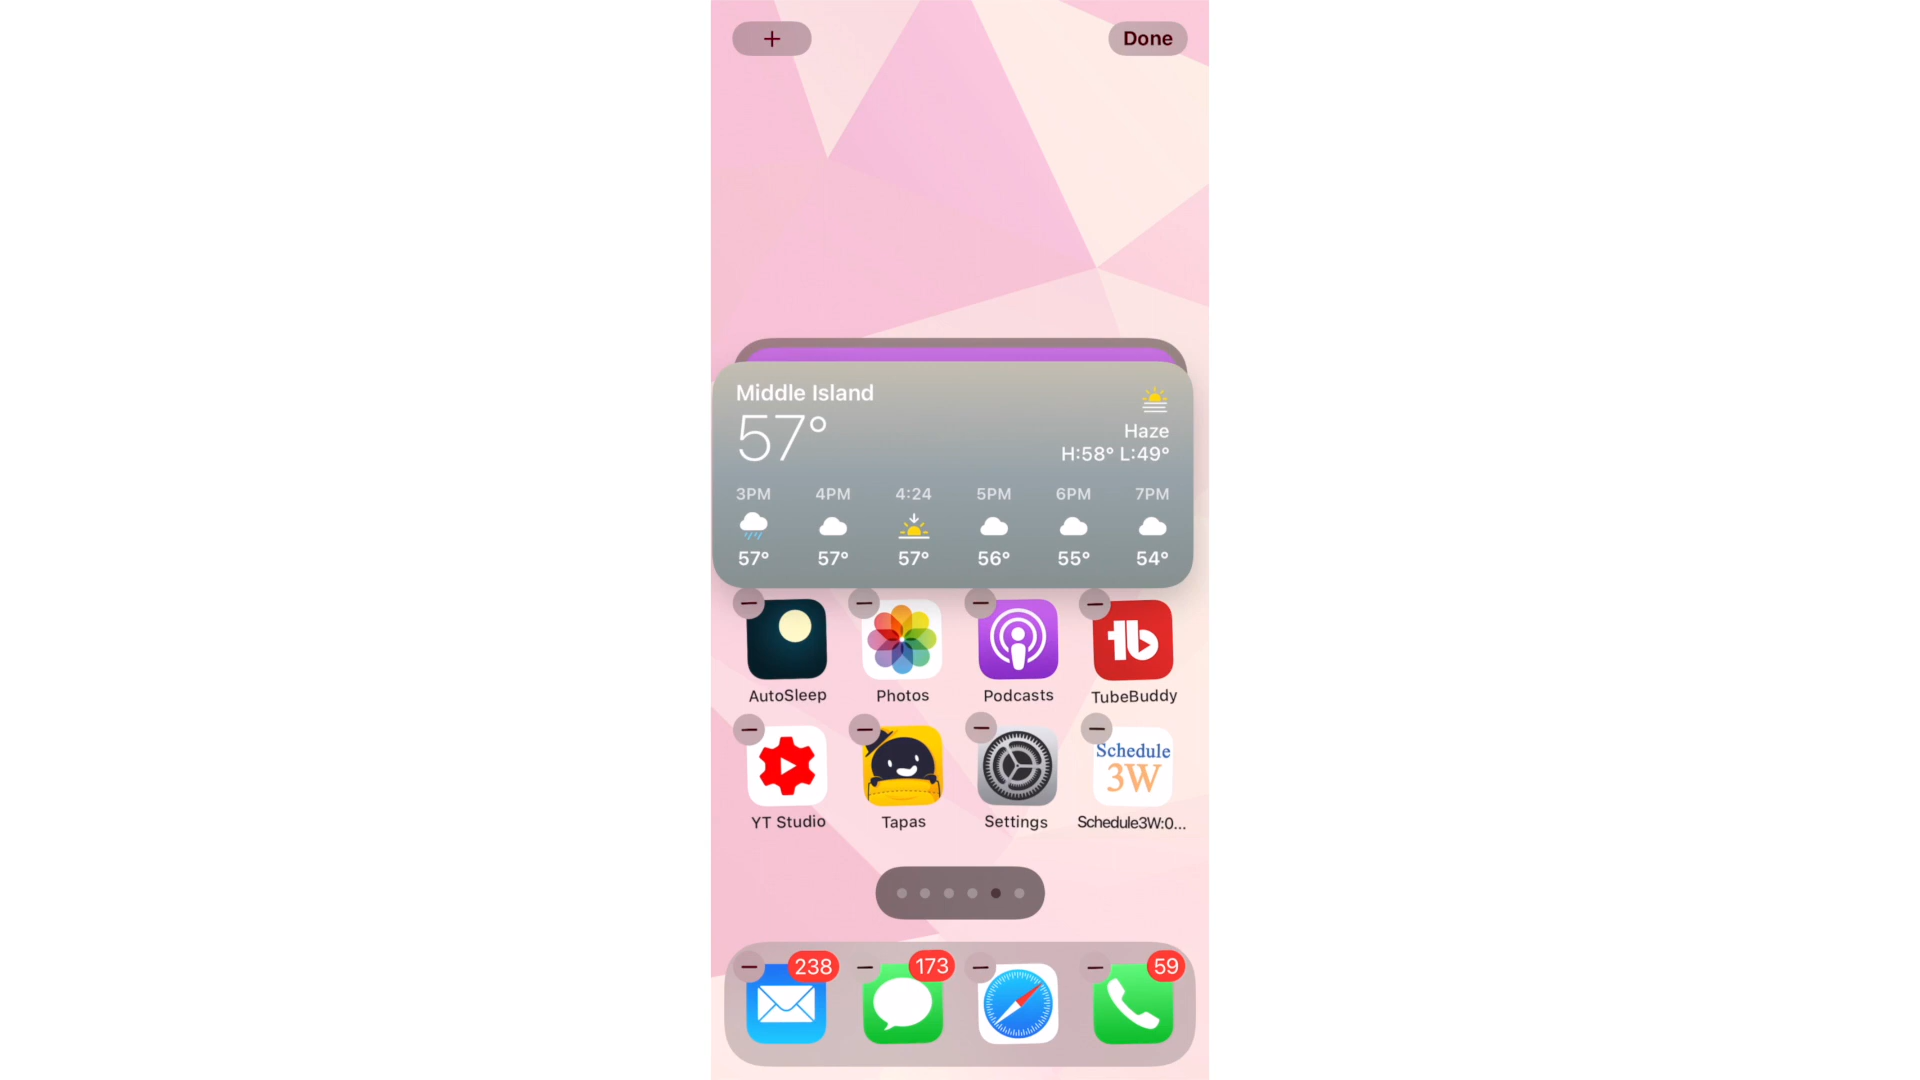 +
Done
Middle Island
57°
Haze
H:58° L:49°
3PM 4PM 4:24 5PM 6PM 7PM
57° 57° 57° 56° 55° 54°
tb
AutoSleep Photos Podcasts TubeBuddy
Schedule
3W
YT Studio Tapas Settings Schedule3W:0...
238 173 59